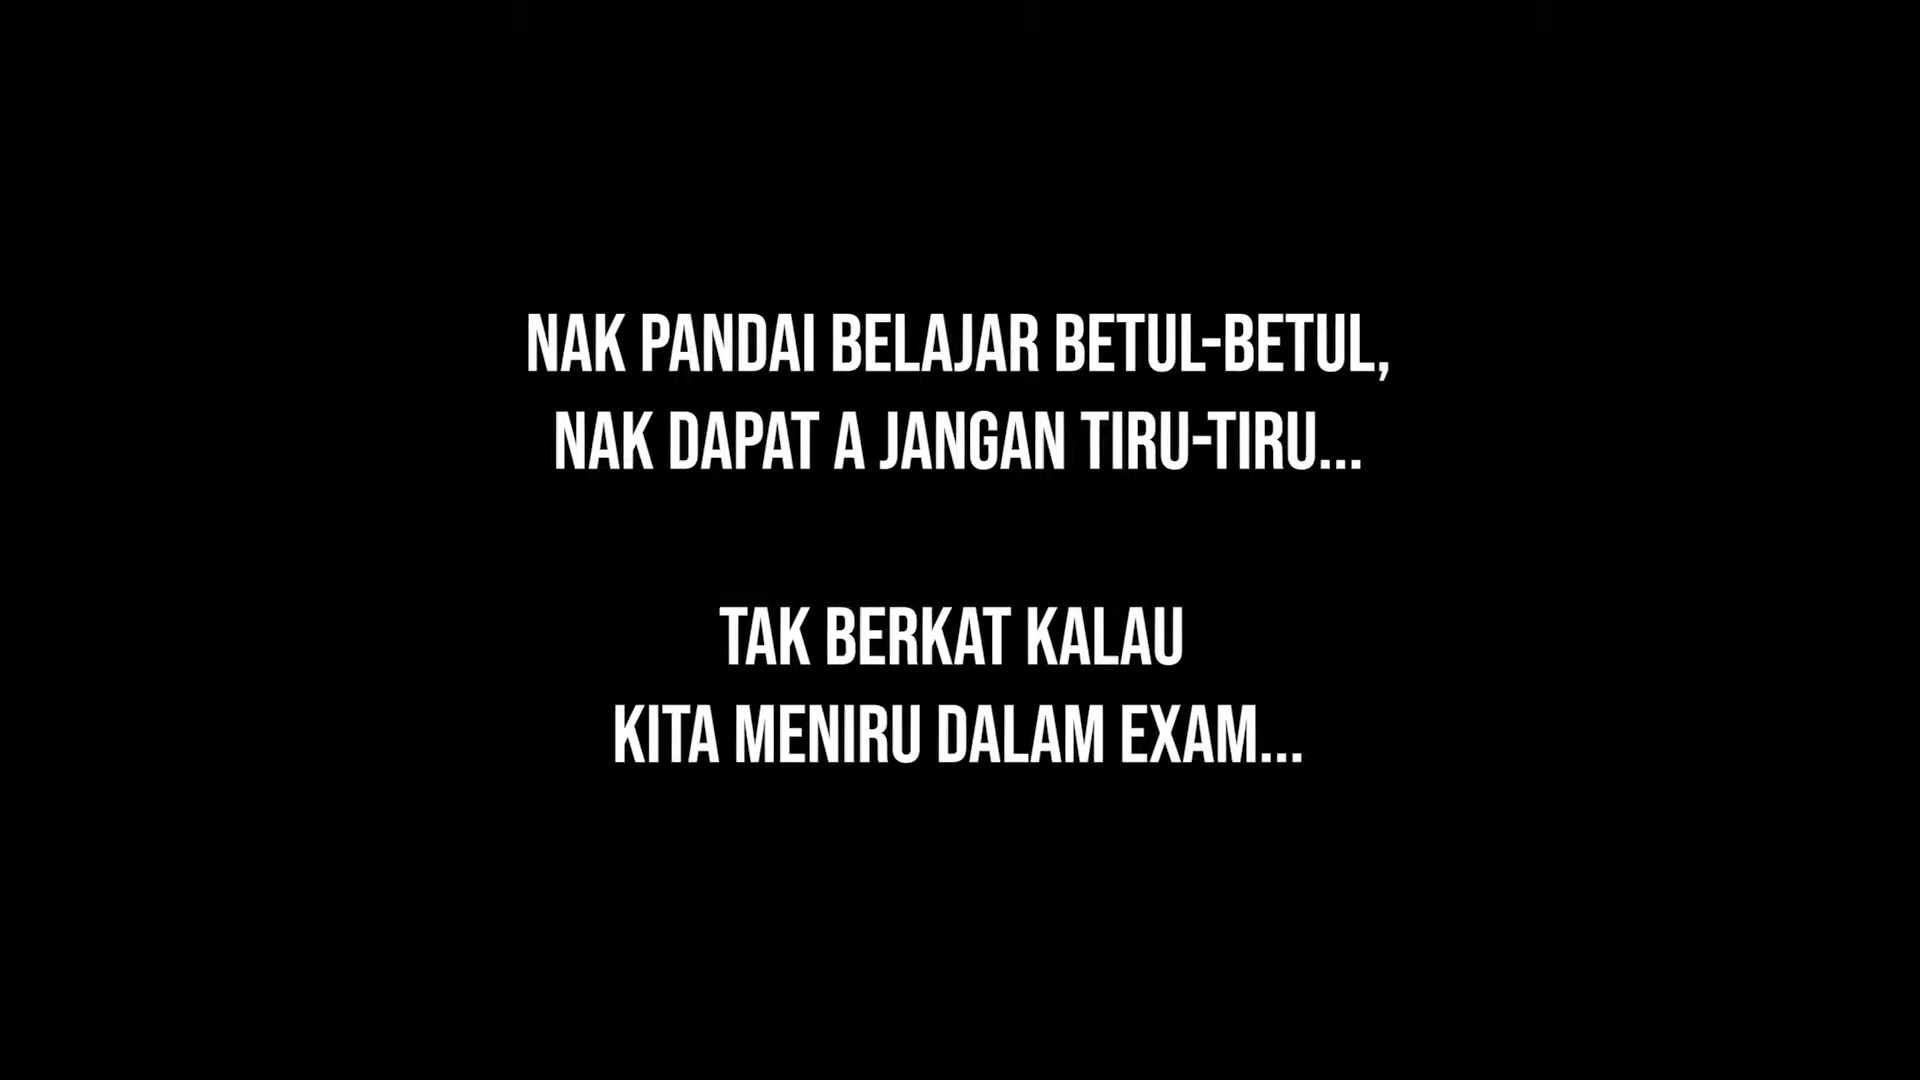 NAK PANDAI BELAJAR BETUL-BETUL,
NAK DAPAT A JANGAN TIRU-TIRU...
TAK BERKAT KALAU
KITA MENIRU DALAM EXAM...